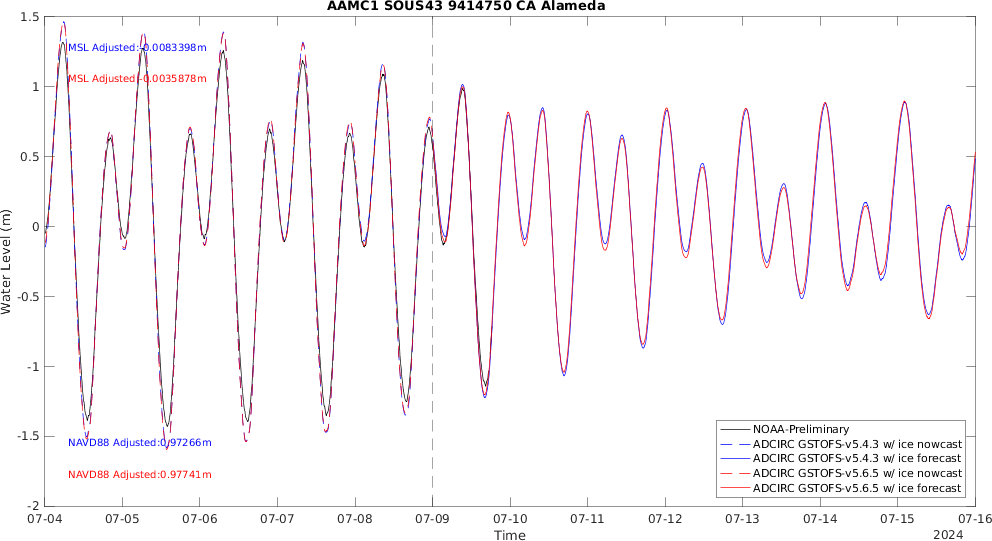 AAMC1 SOUS43 9414750 CA Alameda
MSL Adjusted:-0.0083398m
MSL Adjusted:-0.0035878m
NAVD88 Adjusted:0.97266m
NAVD88 Adjusted:0.97741m
Water Level (m)
1.5
1
0.5
0
-0.5
-1
-1.5
-2
07-04
07-05
07-06
07-07
07-08
07-09
07-10
07-11
07-12
07-13
07-14
07-15
07-16
Time
2024
NOAA-Preliminary
ADCIRC GSTOFS-v5.4.3 w/ ice nowcast
ADCIRC GSTOFS-v5.4.3 w/ ice forecast
ADCIRC GSTOFS-v5.6.5 w/ ice nowcast
ADCIRC GSTOFS-v5.6.5 w/ ice forecast